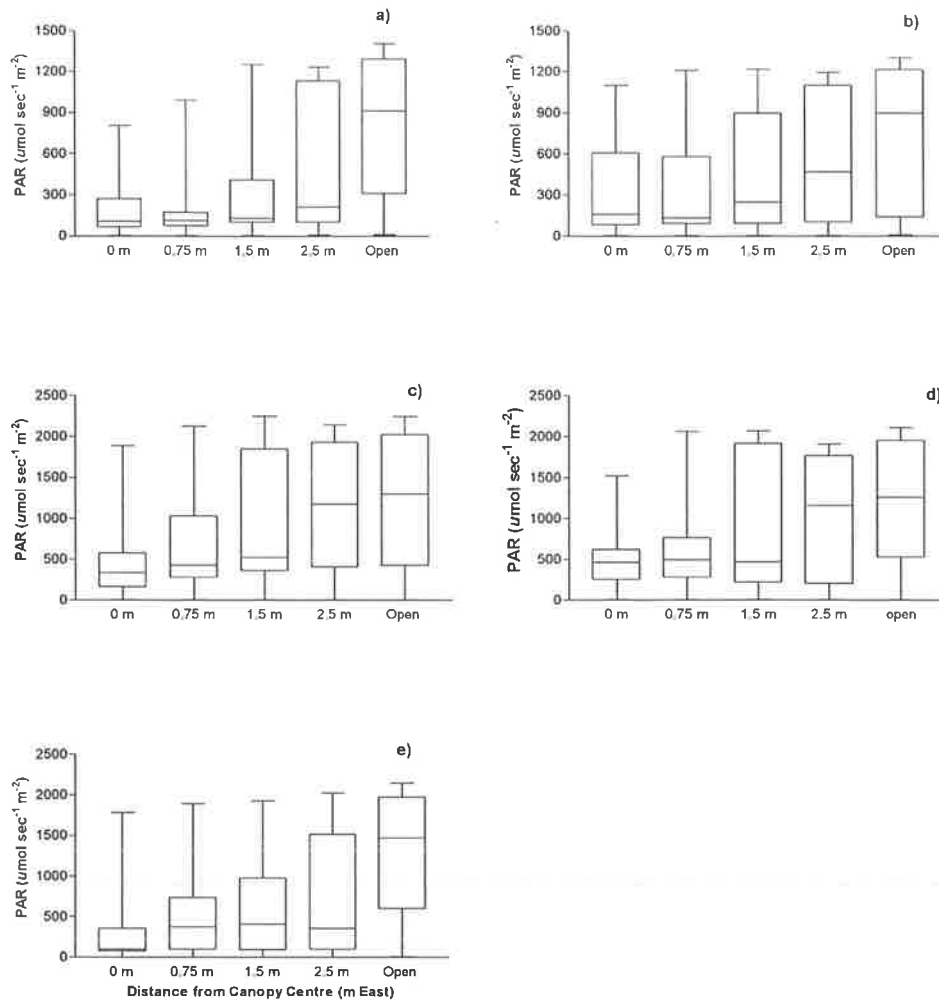 a)
PAR (umol sec⁻¹ m⁻²)
1500
1200
900
600
300
0
0 m 0.75 m 1.5 m 2.5 m Open
b)
PAR (umol sec⁻¹ m⁻²)
1500
1200
900
600
300
0
0 m 0.75 m 1.5 m 2.5 m Open
c)
PAR (umol sec⁻¹ m⁻²)
2500
2000
1500
1000
500
0
0 m 0.75 m 1.5 m 2.5 m Open
d)
PAR (umol sec⁻¹ m⁻²)
2500
2000
1500
1000
500
0
0 m 0.75 m 1.5 m 2.5 m open
e)
PAR (umol sec⁻¹ m⁻²)
2500
2000
1500
1000
500
0
0 m 0.75 m 1.5 m 2.5 m Open
Distance from Canopy Centre (m East)